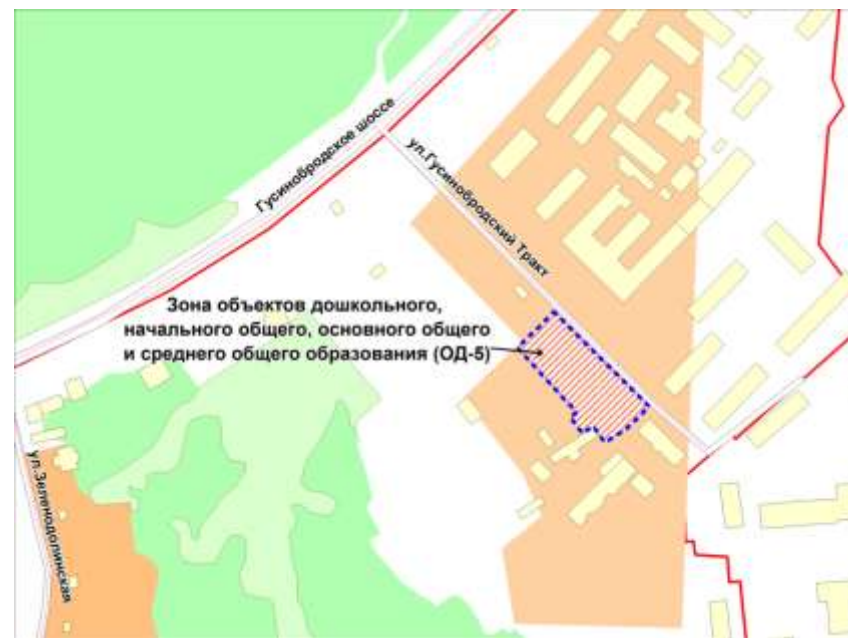 Гусинобродское шоссе
ул.Гусинобродский Тракт
Зона объектов дошкольного,
начального общего, основного общего
и среднего общего образования (ОД-5)
ул.Зеленодолинская